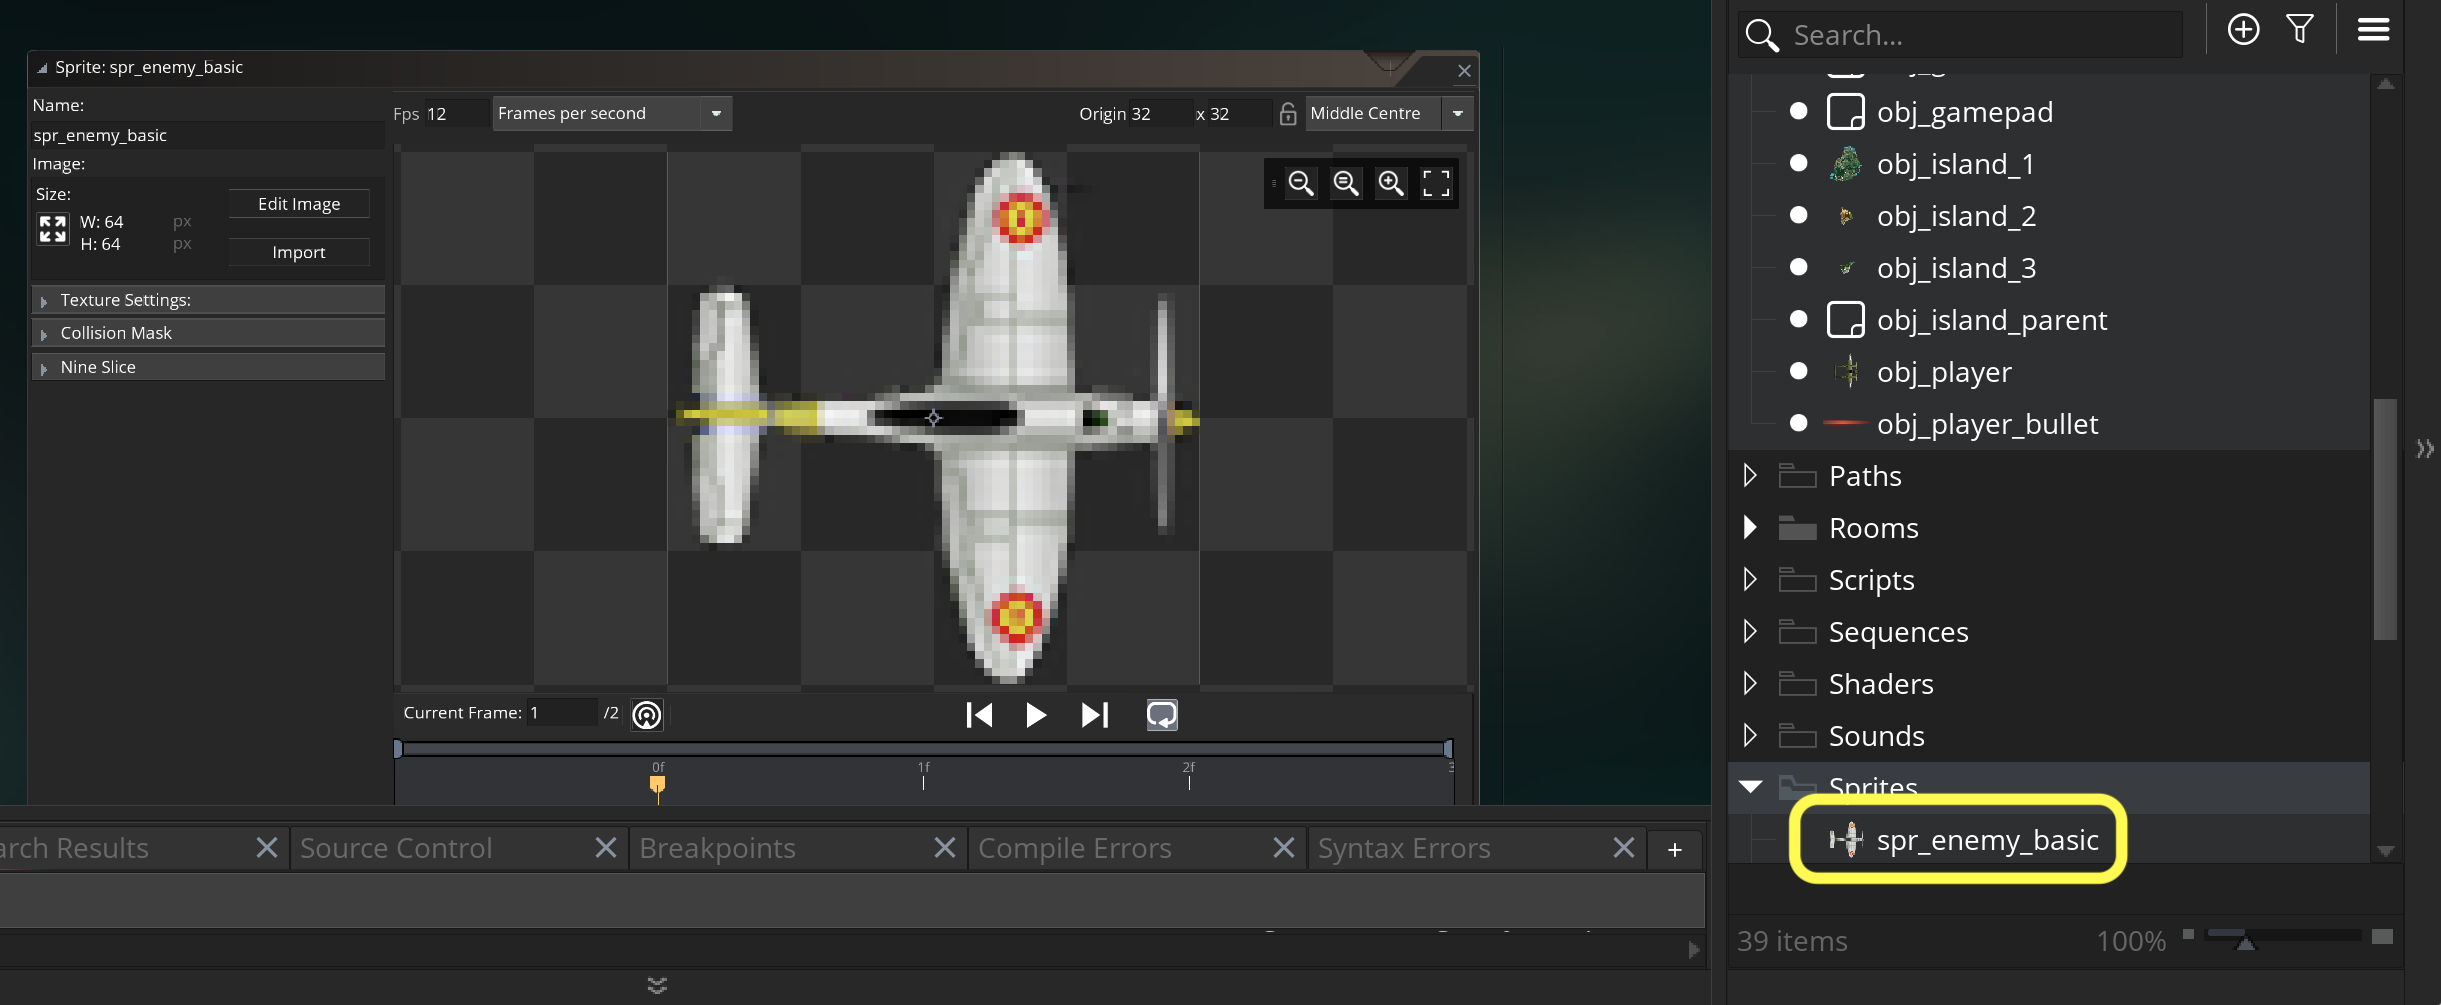 Sprite: spr_enemy_basic
Name:
spr_enemy_basic
Image:
Size:
W: 64 px
H: 64 px
Edit Image
Import
Texture Settings:
Collision Mask
Nine Slice
Fps 12 Frames per second
Origin 32 x 32 Middle Centre
Current Frame: 1 /2
0f 1f 2f 3
arch Results
Source Control
Breakpoints
Compile Errors
Syntax Errors
+
Search...
obj_gamepad
obj_island_1
obj_island_2
obj_island_3
obj_island_parent
obj_player
obj_player_bullet
Paths
Rooms
Scripts
Sequences
Shaders
Sounds
Sprites
spr_enemy_basic
39 items 100%